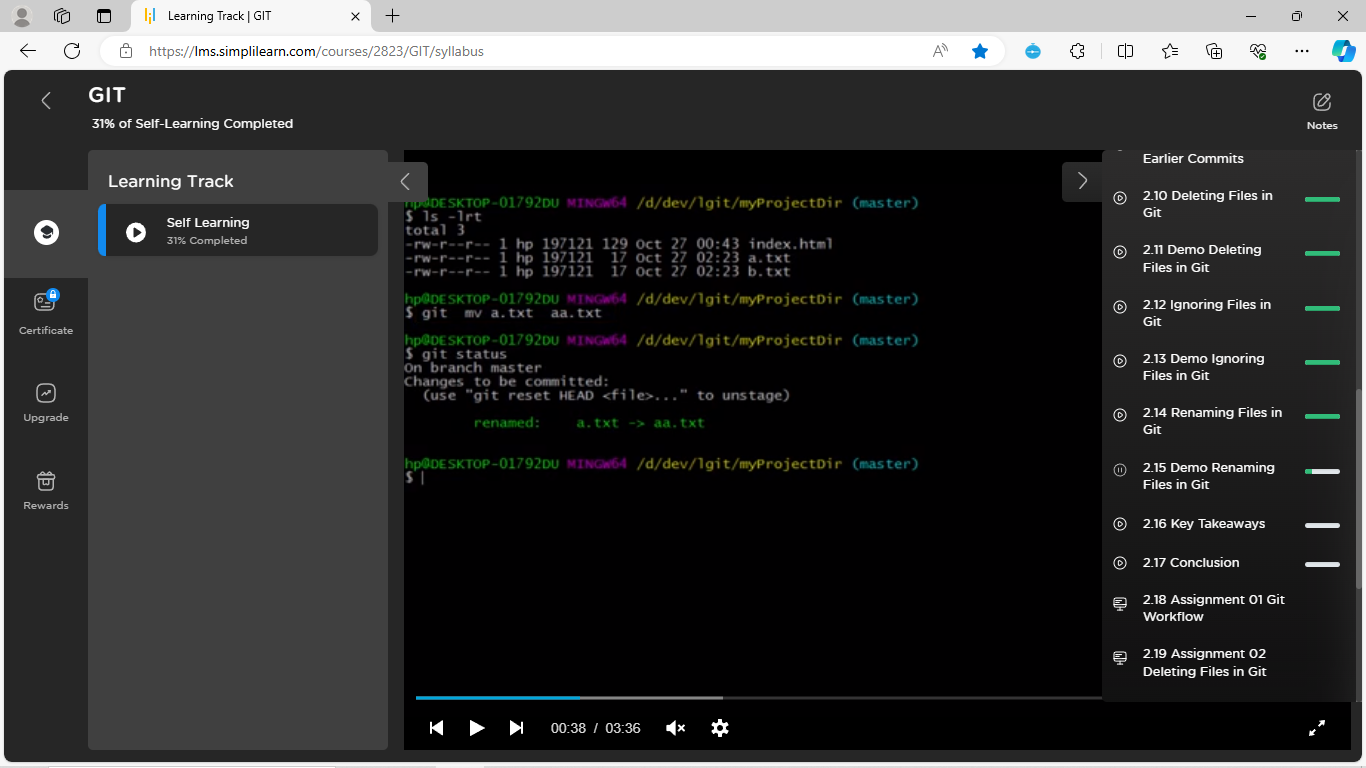 Learning Track | GIT
https://lms.simplilearn.com/courses/2823/GIT/syllabus
GIT
31% of Self-Learning Completed
Notes
Learning Track
Self Learning
31% Completed
Certificate
Upgrade
Rewards
hp@DESKTOP-01792DU MINGW64 /d/dev/lgit/myProjectDir (master)
$ ls -lrt
total 3
-rw-r--r-- 1 hp 197121 129 Oct 27 00:43 index.html
-rw-r--r-- 1 hp 197121  17 Oct 27 02:23 a.txt
-rw-r--r-- 1 hp 197121  17 Oct 27 02:23 b.txt
hp@DESKTOP-01792DU MINGW64 /d/dev/lgit/myProjectDir (master)
$ git  mv a.txt  aa.txt
hp@DESKTOP-01792DU MINGW64 /d/dev/lgit/myProjectDir (master)
$ git status
On branch master
Changes to be committed:
  (use "git reset HEAD <file>..." to unstage)
        renamed:    a.txt -> aa.txt
hp@DESKTOP-01792DU MINGW64 /d/dev/lgit/myProjectDir (master)
$
00:38 / 03:36
Earlier Commits
2.10 Deleting Files in
Git
2.11 Demo Deleting
Files in Git
2.12 Ignoring Files in
Git
2.13 Demo Ignoring
Files in Git
2.14 Renaming Files in
Git
2.15 Demo Renaming
Files in Git
2.16 Key Takeaways
2.17 Conclusion
2.18 Assignment 01 Git
Workflow
2.19 Assignment 02
Deleting Files in Git